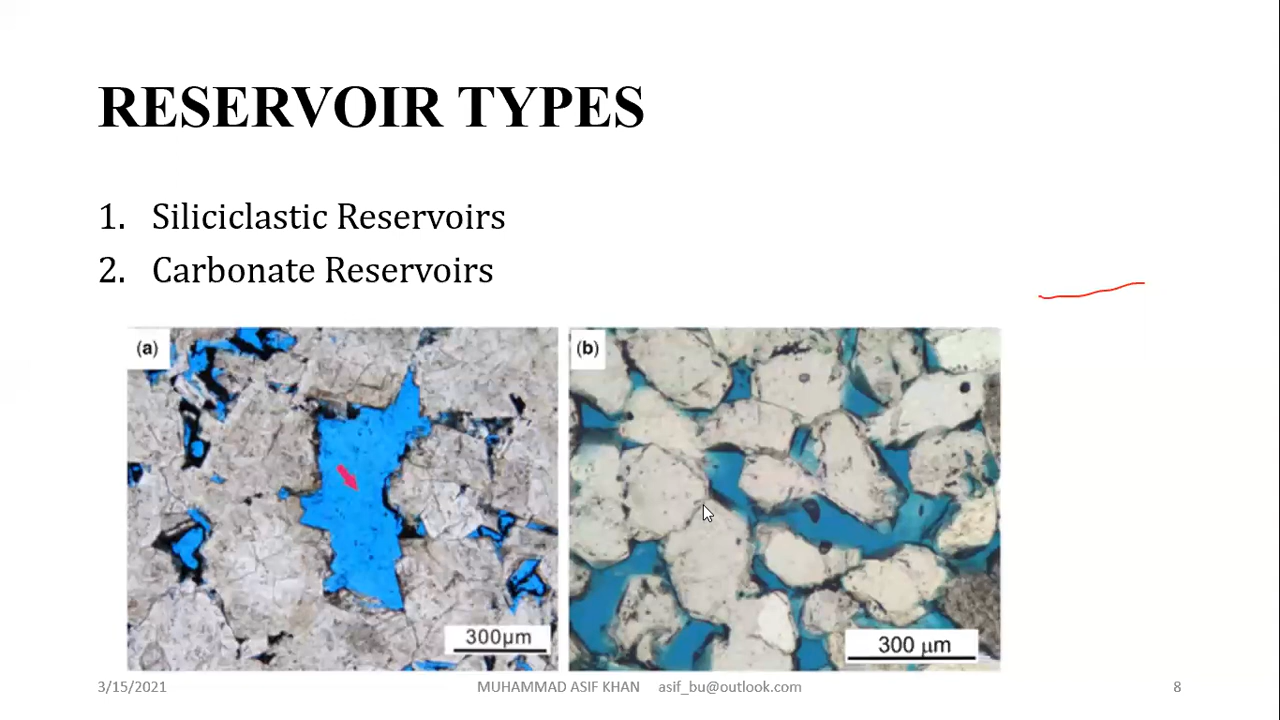 RESERVOIR TYPES
1. Siliciclastic Reservoirs
2. Carbonate Reservoirs
(a)
(b)
300μm
300 μm
3/15/2021 MUHAMMAD ASIF KHAN asif_bu@outlook.com 8